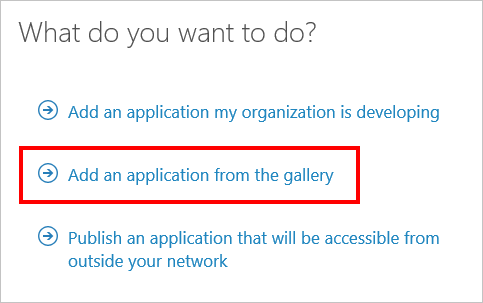 What do you want to do?
Add an application my organization is developing
Add an application from the gallery
Publish an application that will be accessible from
outside your network